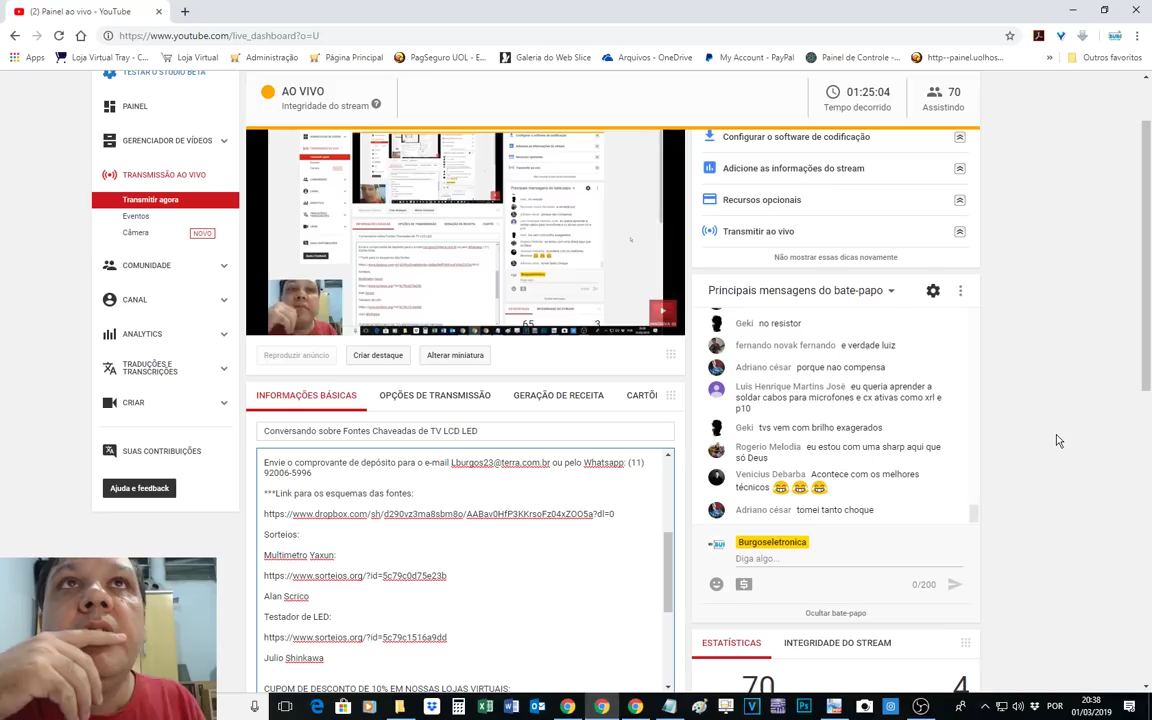 (2) Painel ao vivo - YouTube
https://www.youtube.com/live_dashboard?o=U
Apps
Loja Virtual Tray - C...
Loja Virtual
Administração
Página Principal
PagSeguro UOL - E...
Galeria do Web Slice
Arquivos - OneDrive
My Account - PayPal
Painel de Controle -...
http--painel.uolhos...
»
Outros favoritos
TESTAR O STUDIO BETA
PAINEL
GERENCIADOR DE VÍDEOS
TRANSMISSÃO AO VIVO
Transmitir agora
Eventos
Câmera
NOVO
COMUNIDADE
CANAL
ANALYTICS
TRADUÇÕES E
TRANSCRIÇÕES
CRIAR
SUAS CONTRIBUIÇÕES
Ajuda e feedback
AO VIVO
Integridade do stream
01:25:04
Tempo decorrido
70
Assistindo
Reproduzir anúncio
Criar destaque
Alterar miniatura
INFORMAÇÕES BÁSICAS
OPÇÕES DE TRANSMISSÃO
GERAÇÃO DE RECEITA
CARTÕI
Conversando sobre Fontes Chaveadas de TV LCD LED
Envie o comprovante de depósito para o e-mail Lburgos23@terra.com.br ou pelo Whatsapp: (11)
92006-5996
***Link para os esquemas das fontes:
https://www.dropbox.com/sh/d290vz3ma8sbm8o/AABav0HfP3KKrsoFz04xZOO5a?dl=0
Sorteios:
Multimetro Yaxun:
https://www.sorteios.org/?id=5c79c0d75e23b
Alan Scrico
Testador de LED:
https://www.sorteios.org/?id=5c79c1516a9dd
Julio Shinkawa
CUPOM DE DESCONTO DE 10% EM NOSSAS LOJAS VIRTUAIS:
Configurar o software de codificação
Adicione as informações do stream
Recursos opcionais
Transmitir ao vivo
Não mostrar essas dicas novamente
Principais mensagens do bate-papo
Geki no resistor
fernando novak fernando e verdade luiz
Adriano césar porque nao compensa
Luis Henrique Martins José eu queria aprender a
soldar cabos para microfones e cx ativas como xrl e
p10
Geki tvs vem com brilho exagerados
Rogerio Melodia eu estou com uma sharp aqui que
só Deus
Venicius Debarba Acontece com os melhores
técnicos 😂😂😂
Adriano césar tomei tanto choque
Burgoseletronica
Diga algo...
0/200
Ocultar bate-papo
ESTATÍSTICAS
INTEGRIDADE DO STREAM
70
4
POR
20:38
01/03/2019